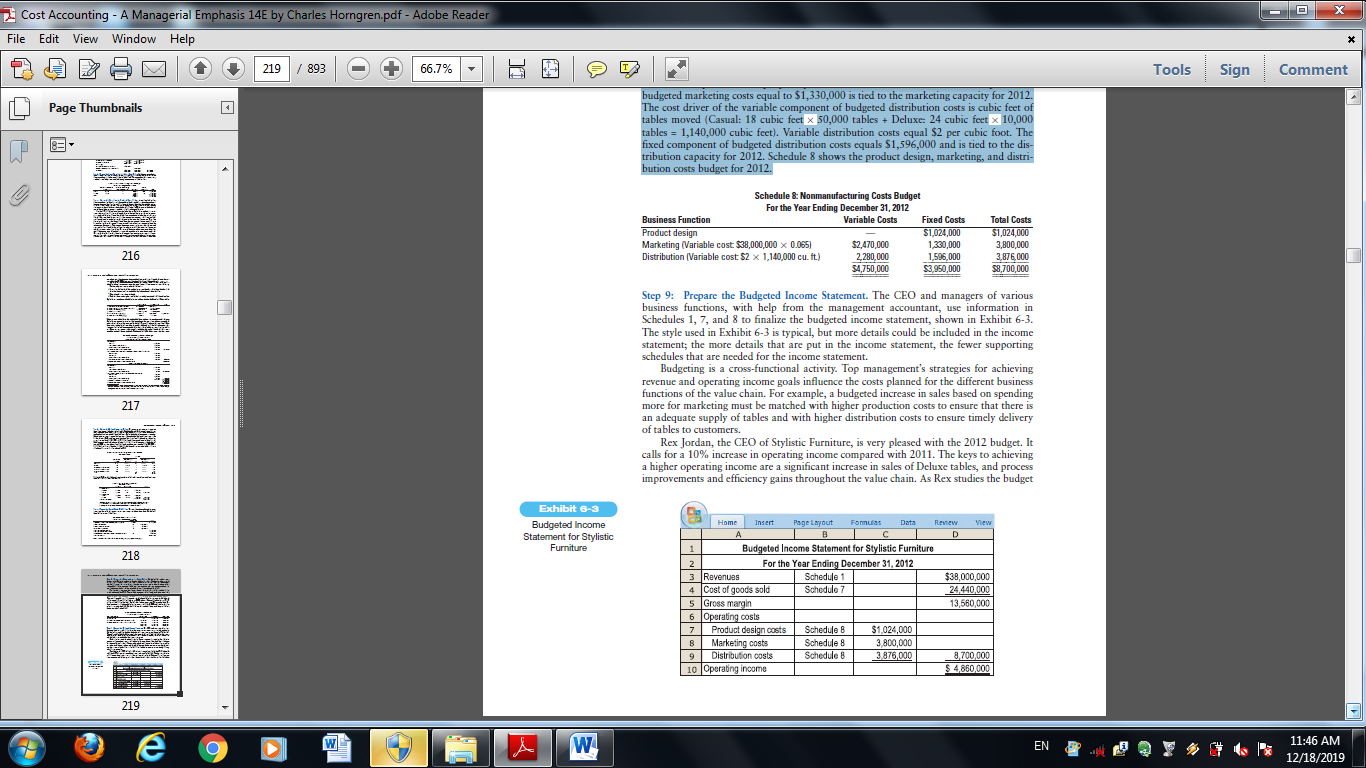 Cost Accounting - A Managerial Emphasis 14E by Charles Horngren.pdf - Adobe Reader
File Edit View Window Help
219 / 893 66.7% Tools Sign Comment
Page Thumbnails
216
217
218
219
budgeted marketing costs equal to $1,330,000 is tied to the marketing capacity for 2012.
The cost driver of the variable component of budgeted distribution costs is cubic feet of
tables moved (Casual: 18 cubic feet × 50,000 tables + Deluxe: 24 cubic feet × 10,000
tables = 1,140,000 cubic feet). Variable distribution costs equal $2 per cubic foot. The
fixed component of budgeted distribution costs equals $1,596,000 and is tied to the dis-
tribution capacity for 2012. Schedule 8 shows the product design, marketing, and distri-
bution costs budget for 2012.
Schedule 8: Nonmanufacturing Costs Budget
For the Year Ending December 31, 2012
Business Function Variable Costs Fixed Costs Total Costs
Product design — $1,024,000 $1,024,000
Marketing (Variable cost: $38,000,000 × 0.065) $2,470,000 1,330,000 3,800,000
Distribution (Variable cost: $2 × 1,140,000 cu. ft.) 2,280,000 1,596,000 3,876,000
$4,750,000 $3,950,000 $8,700,000
Step 9: Prepare the Budgeted Income Statement. The CEO and managers of various
business functions, with help from the management accountant, use information in
Schedules 1, 7, and 8 to finalize the budgeted income statement, shown in Exhibit 6-3.
The style used in Exhibit 6-3 is typical, but more details could be included in the income
statement; the more details that are put in the income statement, the fewer supporting
schedules that are needed for the income statement.
Budgeting is a cross-functional activity. Top management's strategies for achieving
revenue and operating income goals influence the costs planned for the different business
functions of the value chain. For example, a budgeted increase in sales based on spending
more for marketing must be matched with higher production costs to ensure that there is
an adequate supply of tables and with higher distribution costs to ensure timely delivery
of tables to customers.
Rex Jordan, the CEO of Stylistic Furniture, is very pleased with the 2012 budget. It
calls for a 10% increase in operating income compared with 2011. The keys to achieving
a higher operating income are a significant increase in sales of Deluxe tables, and process
improvements and efficiency gains throughout the value chain. As Rex studies the budget
Exhibit 6-3
Budgeted Income
Statement for Stylistic
Furniture
Home Insert Page Layout Formulas Data Review View
A B C D
1 Budgeted Income Statement for Stylistic Furniture
2 For the Year Ending December 31, 2012
3 Revenues Schedule 1 $38,000,000
4 Cost of goods sold Schedule 7 24,440,000
5 Gross margin 13,560,000
6 Operating costs
7 Product design costs Schedule 8 $1,024,000
8 Marketing costs Schedule 8 3,800,000
9 Distribution costs Schedule 8 3,876,000 8,700,000
10 Operating income $ 4,860,000
EN
11:46 AM
12/18/2019